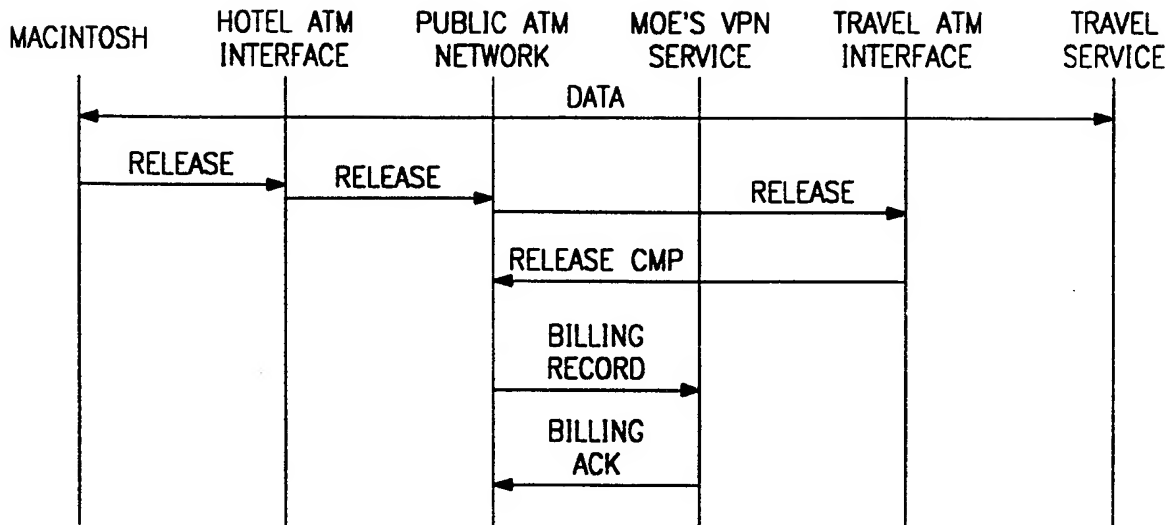 MACINTOSH
HOTEL ATM
INTERFACE
PUBLIC ATM
NETWORK
MOE'S VPN
SERVICE
TRAVEL ATM
INTERFACE
TRAVEL
SERVICE
DATA
RELEASE
RELEASE
RELEASE
RELEASE CMP
BILLING
RECORD
BILLING
ACK